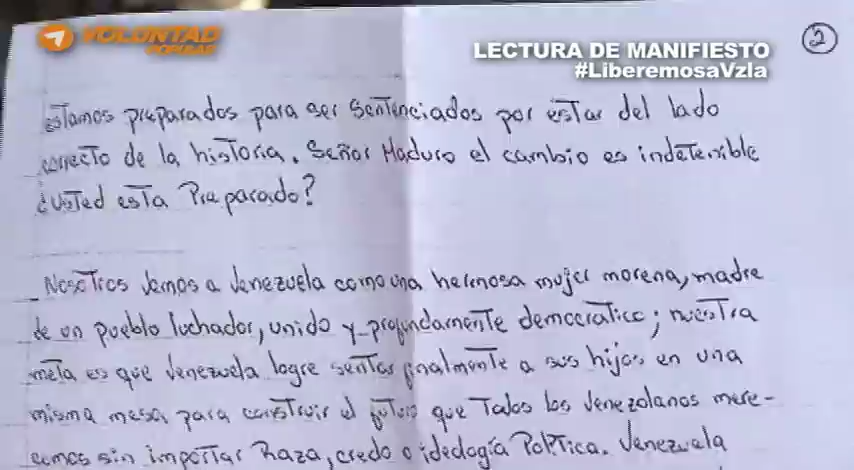 VOLUNTAD
POPULAR
LECTURA DE MANIFIESTO
#LiberemosaVzla
2
estamos preparados para ser sentenciados por estar del lado
correcto de la historia. Señor Maduro el cambio es indetenible
¿Usted esta Preparado?
Nosotros vemos a Venezuela como una hermosa mujer morena, madre
de un pueblo luchador, unido y profundamente democratico; nuestra
meta es que Venezuela logre sentar finalmente a sus hijos en una
misma mesa para construir el futuro que Todos los Venezolanos mere-
cemos sin importar Raza, credo o ideología Política. Venezuela